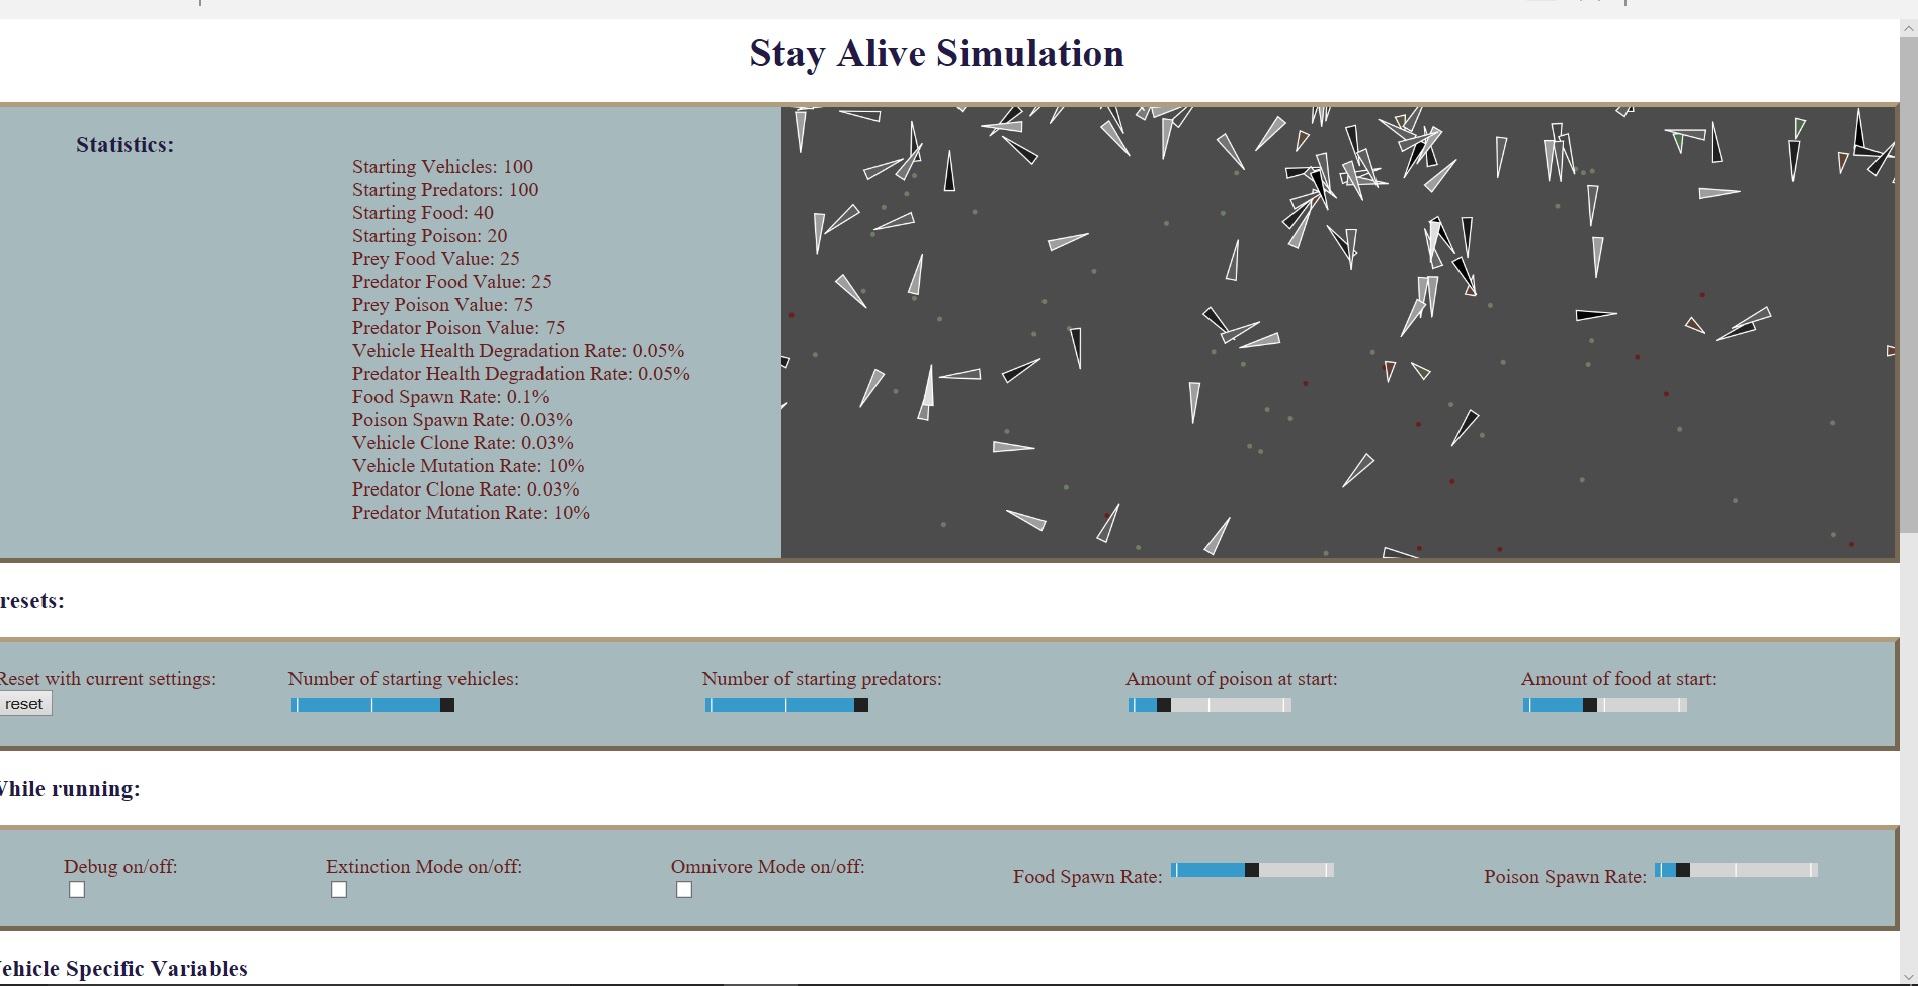 Stay Alive Simulation
Statistics:
Starting Vehicles: 100
Starting Predators: 100
Starting Food: 40
Starting Poison: 20
Prey Food Value: 25
Predator Food Value: 25
Prey Poison Value: 75
Predator Poison Value: 75
Vehicle Health Degradation Rate: 0.05%
Predator Health Degradation Rate: 0.05%
Food Spawn Rate: 0.1%
Poison Spawn Rate: 0.03%
Vehicle Clone Rate: 0.03%
Vehicle Mutation Rate: 10%
Predator Clone Rate: 0.03%
Predator Mutation Rate: 10%
resets:
Reset with current settings:
reset
Number of starting vehicles:
Number of starting predators:
Amount of poison at start:
Amount of food at start:
While running:
Debug on/off:
Extinction Mode on/off:
Omnivore Mode on/off:
Food Spawn Rate:
Poison Spawn Rate:
ehicle Specific Variables